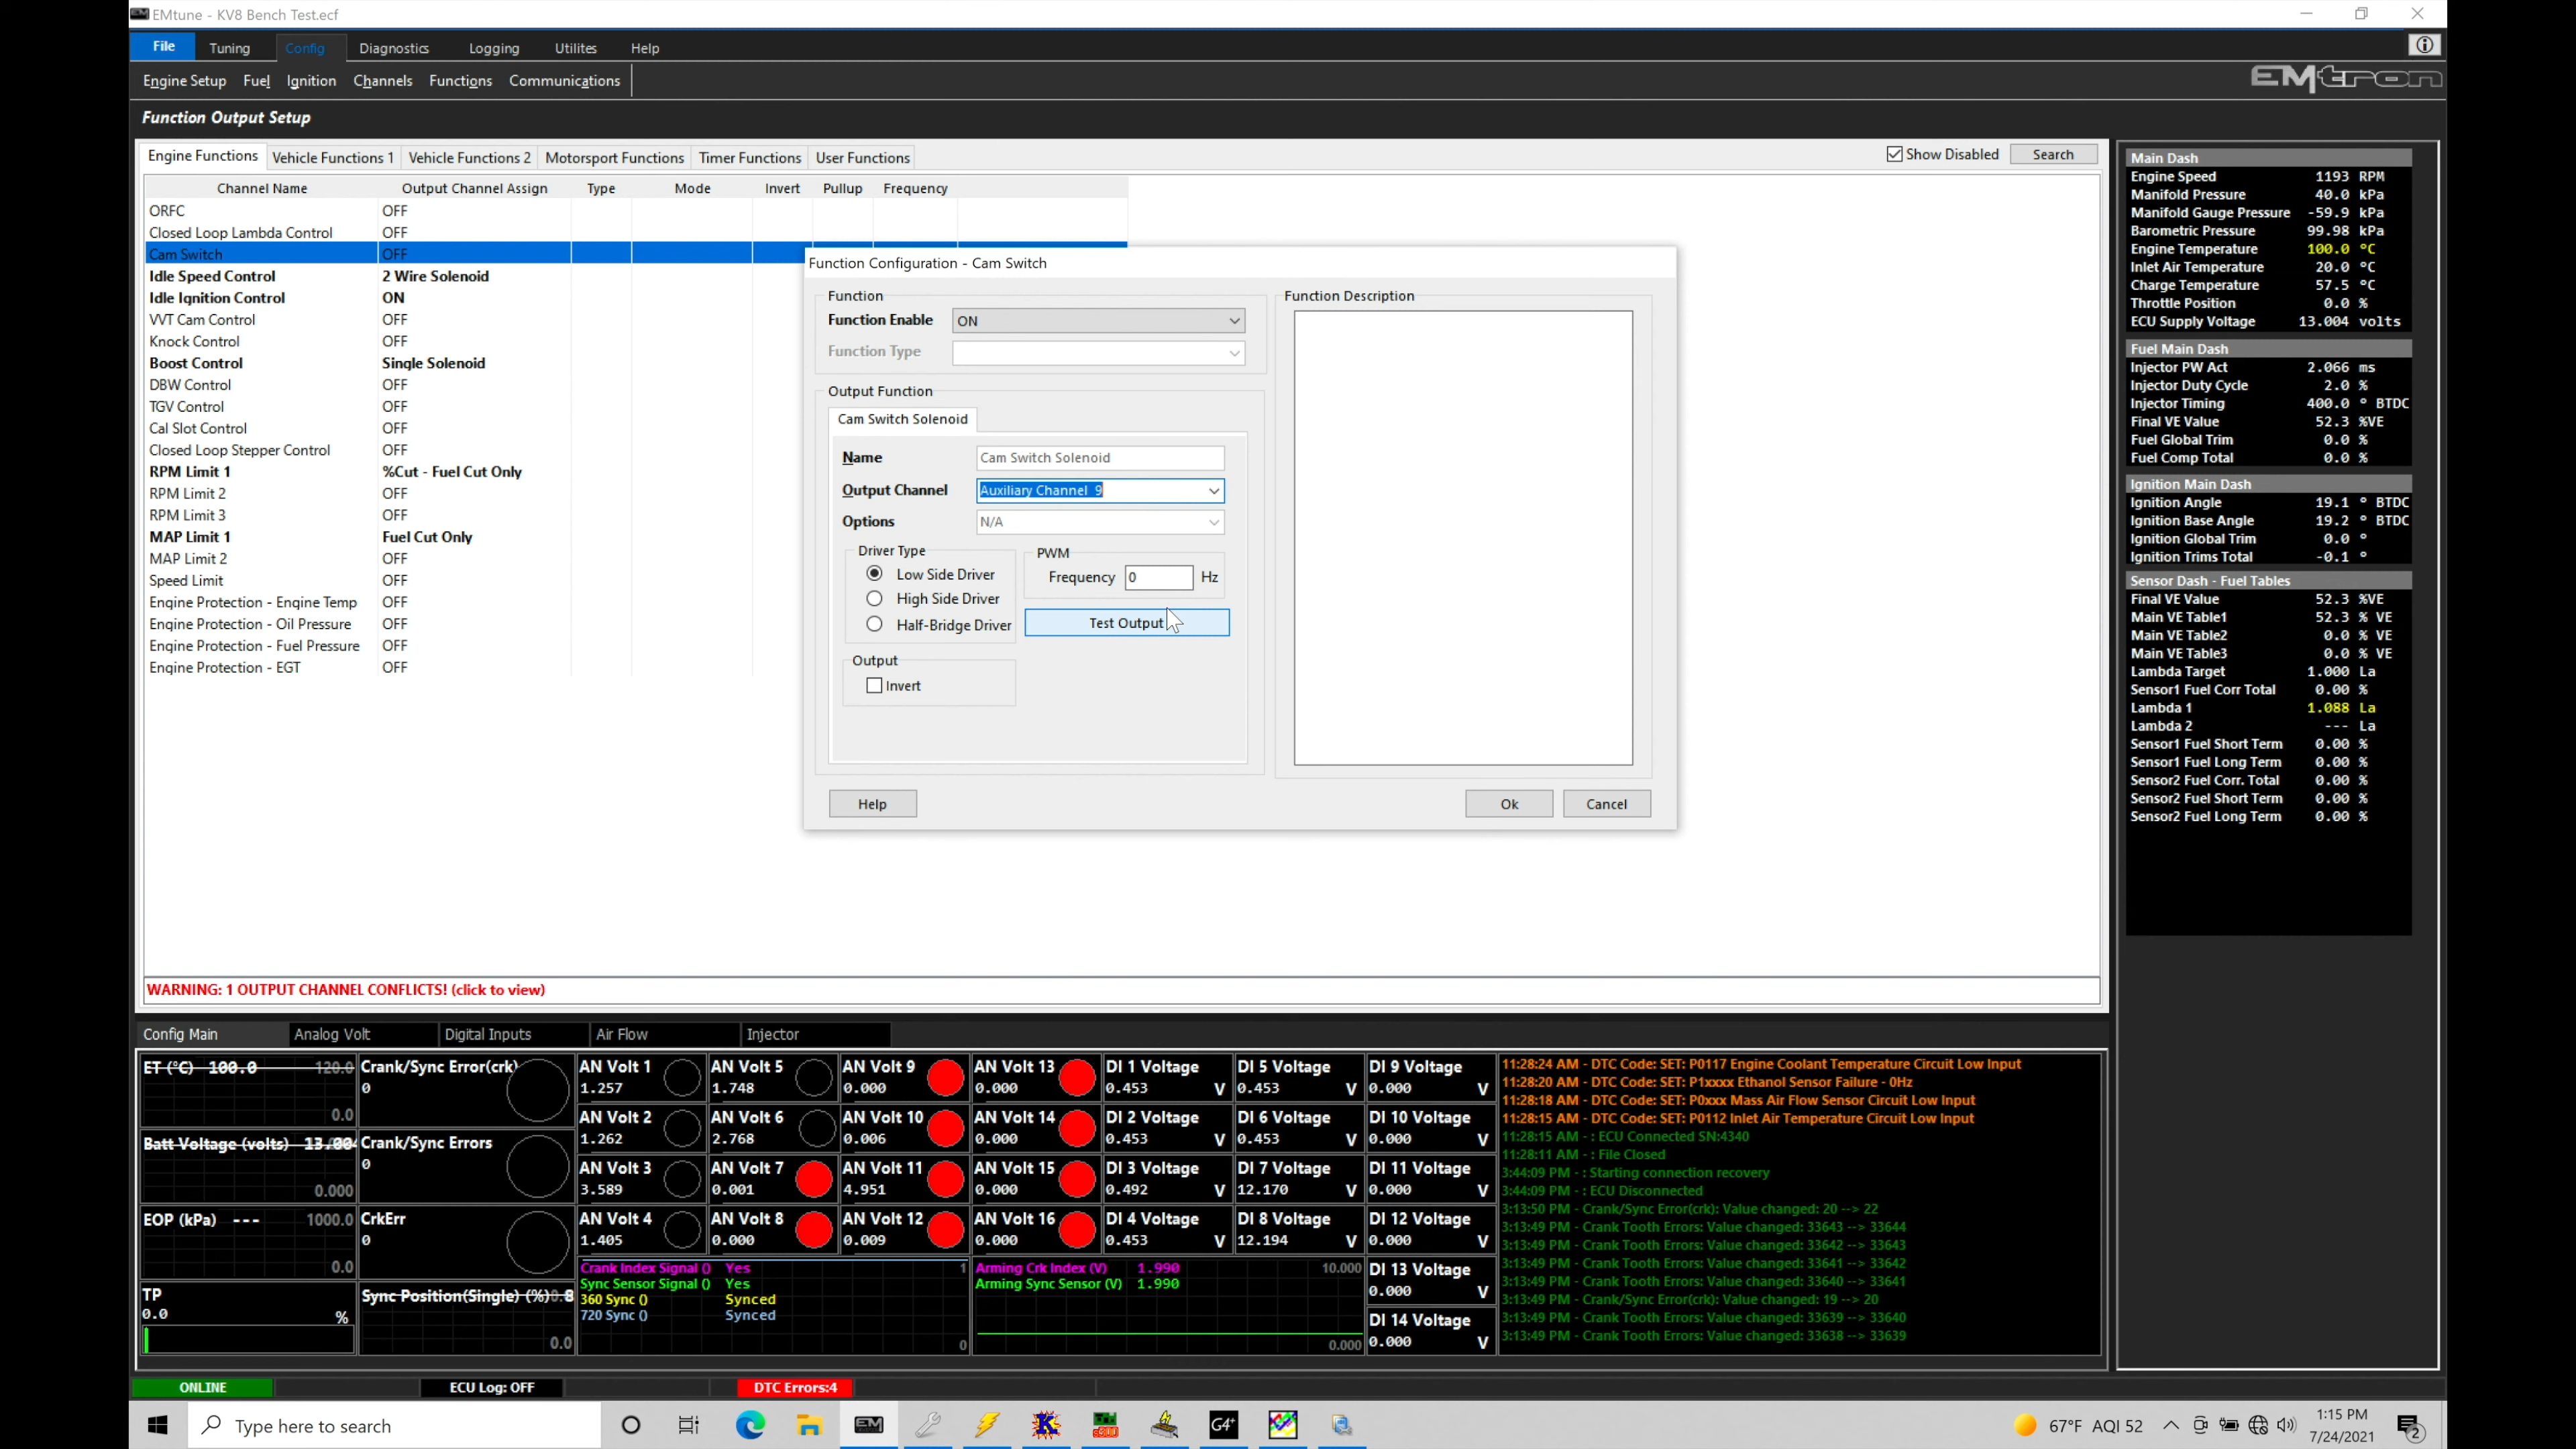 EMtune - KV8 Bench Test.ecf
File Tuning Config Diagnostics Logging Utilites Help
Engine Setup Fuel Ignition Channels Functions Communications
EMtron
Function Output Setup
Engine Functions Vehicle Functions 1 Vehicle Functions 2 Motorsport Functions Timer Functions User Functions Show Disabled Search
Channel Name Output Channel Assign Type Mode Invert Pullup Frequency
ORFC OFF
Closed Loop Lambda Control OFF
Cam Switch OFF
Idle Speed Control 2 Wire Solenoid
Idle Ignition Control ON
VVT Cam Control OFF
Knock Control OFF
Boost Control Single Solenoid
DBW Control OFF
TGV Control OFF
Cal Slot Control OFF
Closed Loop Stepper Control OFF
RPM Limit 1 %Cut - Fuel Cut Only
RPM Limit 2 OFF
RPM Limit 3 OFF
MAP Limit 1 Fuel Cut Only
MAP Limit 2 OFF
Speed Limit OFF
Engine Protection - Engine Temp OFF
Engine Protection - Oil Pressure OFF
Engine Protection - Fuel Pressure OFF
Engine Protection - EGT OFF
Function Configuration - Cam Switch
Function
Function Enable ON
Function Type
Output Function
Cam Switch Solenoid
Name Cam Switch Solenoid
Output Channel Auxiliary Channel 9
Options N/A
Driver Type
Low Side Driver
High Side Driver
Half-Bridge Driver
PWM
Frequency 0 Hz
Test Output
Output
Invert
Function Description
Help Ok Cancel
Main Dash
Engine Speed 1193 RPM
Manifold Pressure 40.0 kPa
Manifold Gauge Pressure -59.9 kPa
Barometric Pressure 99.98 kPa
Engine Temperature 100.0 °C
Inlet Air Temperature 20.0 °C
Charge Temperature 57.5 °C
Throttle Position 0.0 %
ECU Supply Voltage 13.004 volts
Fuel Main Dash
Injector PW Act 2.066 ms
Injector Duty Cycle 2.0 %
Injector Timing 400.0 ° BTDC
Final VE Value 52.3 %VE
Fuel Global Trim 0.0 %
Fuel Comp Total 0.0 %
Ignition Main Dash
Ignition Angle 19.1 ° BTDC
Ignition Base Angle 19.2 ° BTDC
Ignition Global Trim 0.0 °
Ignition Trims Total -0.1 °
Sensor Dash - Fuel Tables
Final VE Value 52.3 %VE
Main VE Table1 52.3 % VE
Main VE Table2 0.0 % VE
Main VE Table3 0.0 % VE
Lambda Target 1.000 La
Sensor1 Fuel Corr Total 0.00 %
Lambda 1 1.088 La
Lambda 2 --- La
Sensor1 Fuel Short Term 0.00 %
Sensor1 Fuel Long Term 0.00 %
Sensor2 Fuel Corr. Total 0.00 %
Sensor2 Fuel Short Term 0.00 %
Sensor2 Fuel Long Term 0.00 %
WARNING: 1 OUTPUT CHANNEL CONFLICTS! (click to view)
Config Main Analog Volt Digital Inputs Air Flow Injector
ET (°C) 100.0 120.0
0.0
Batt Voltage (volts) 13.004
0.000
EOP (kPa) --- 1000.0
0.0
TP
0.0 %
Crank/Sync Error(crk)
0
Crank/Sync Errors
0
CrkErr
0
Sync Position(Single) (%)
0.0
AN Volt 1 1.257
AN Volt 2 1.262
AN Volt 3 3.589
AN Volt 4 1.405
AN Volt 5 1.748
AN Volt 6 2.768
AN Volt 7 0.001
AN Volt 8 0.000
AN Volt 9 0.000
AN Volt 10 0.006
AN Volt 11 4.951
AN Volt 12 0.009
AN Volt 13 0.000
AN Volt 14 0.000
AN Volt 15 0.000
AN Volt 16 0.000
DI 1 Voltage 0.453 V
DI 2 Voltage 0.453 V
DI 3 Voltage 0.492 V
DI 4 Voltage 0.453 V
DI 5 Voltage 0.453 V
DI 6 Voltage 0.453 V
DI 7 Voltage 12.170 V
DI 8 Voltage 12.194 V
DI 9 Voltage 0.000 V
DI 10 Voltage 0.000 V
DI 11 Voltage 0.000 V
DI 12 Voltage 0.000 V
DI 13 Voltage 0.000 V
DI 14 Voltage 0.000 V
Crank Index Signal () Yes 1
Sync Sensor Signal () Yes
360 Sync () Synced
720 Sync () Synced
0
Arming Crk Index (V) 1.990 10.000
Arming Sync Sensor (V) 1.990
0.000
11:28:24 AM - DTC Code: SET: P0117 Engine Coolant Temperature Circuit Low Input
11:28:20 AM - DTC Code: SET: P1xxxx Ethanol Sensor Failure - 0Hz
11:28:18 AM - DTC Code: SET: P0xxx Mass Air Flow Sensor Circuit Low Input
11:28:15 AM - DTC Code: SET: P0112 Inlet Air Temperature Circuit Low Input
11:28:15 AM - : ECU Connected SN:4340
11:28:11 AM - : File Closed
3:44:09 PM - : Starting connection recovery
3:44:09 PM - : ECU Disconnected
3:13:50 PM - Crank/Sync Error(crk): Value changed: 20 --> 22
3:13:49 PM - Crank Tooth Errors: Value changed: 33643 --> 33644
3:13:49 PM - Crank Tooth Errors: Value changed: 33642 --> 33643
3:13:49 PM - Crank Tooth Errors: Value changed: 33641 --> 33642
3:13:49 PM - Crank Tooth Errors: Value changed: 33640 --> 33641
3:13:49 PM - Crank/Sync Error(crk): Value changed: 19 --> 20
3:13:49 PM - Crank Tooth Errors: Value changed: 33639 --> 33640
3:13:49 PM - Crank Tooth Errors: Value changed: 33638 --> 33639
ONLINE ECU Log: OFF DTC Errors:4
Type here to search
EM
G4+
67°F AQI 52
1:15 PM
7/24/2021
2